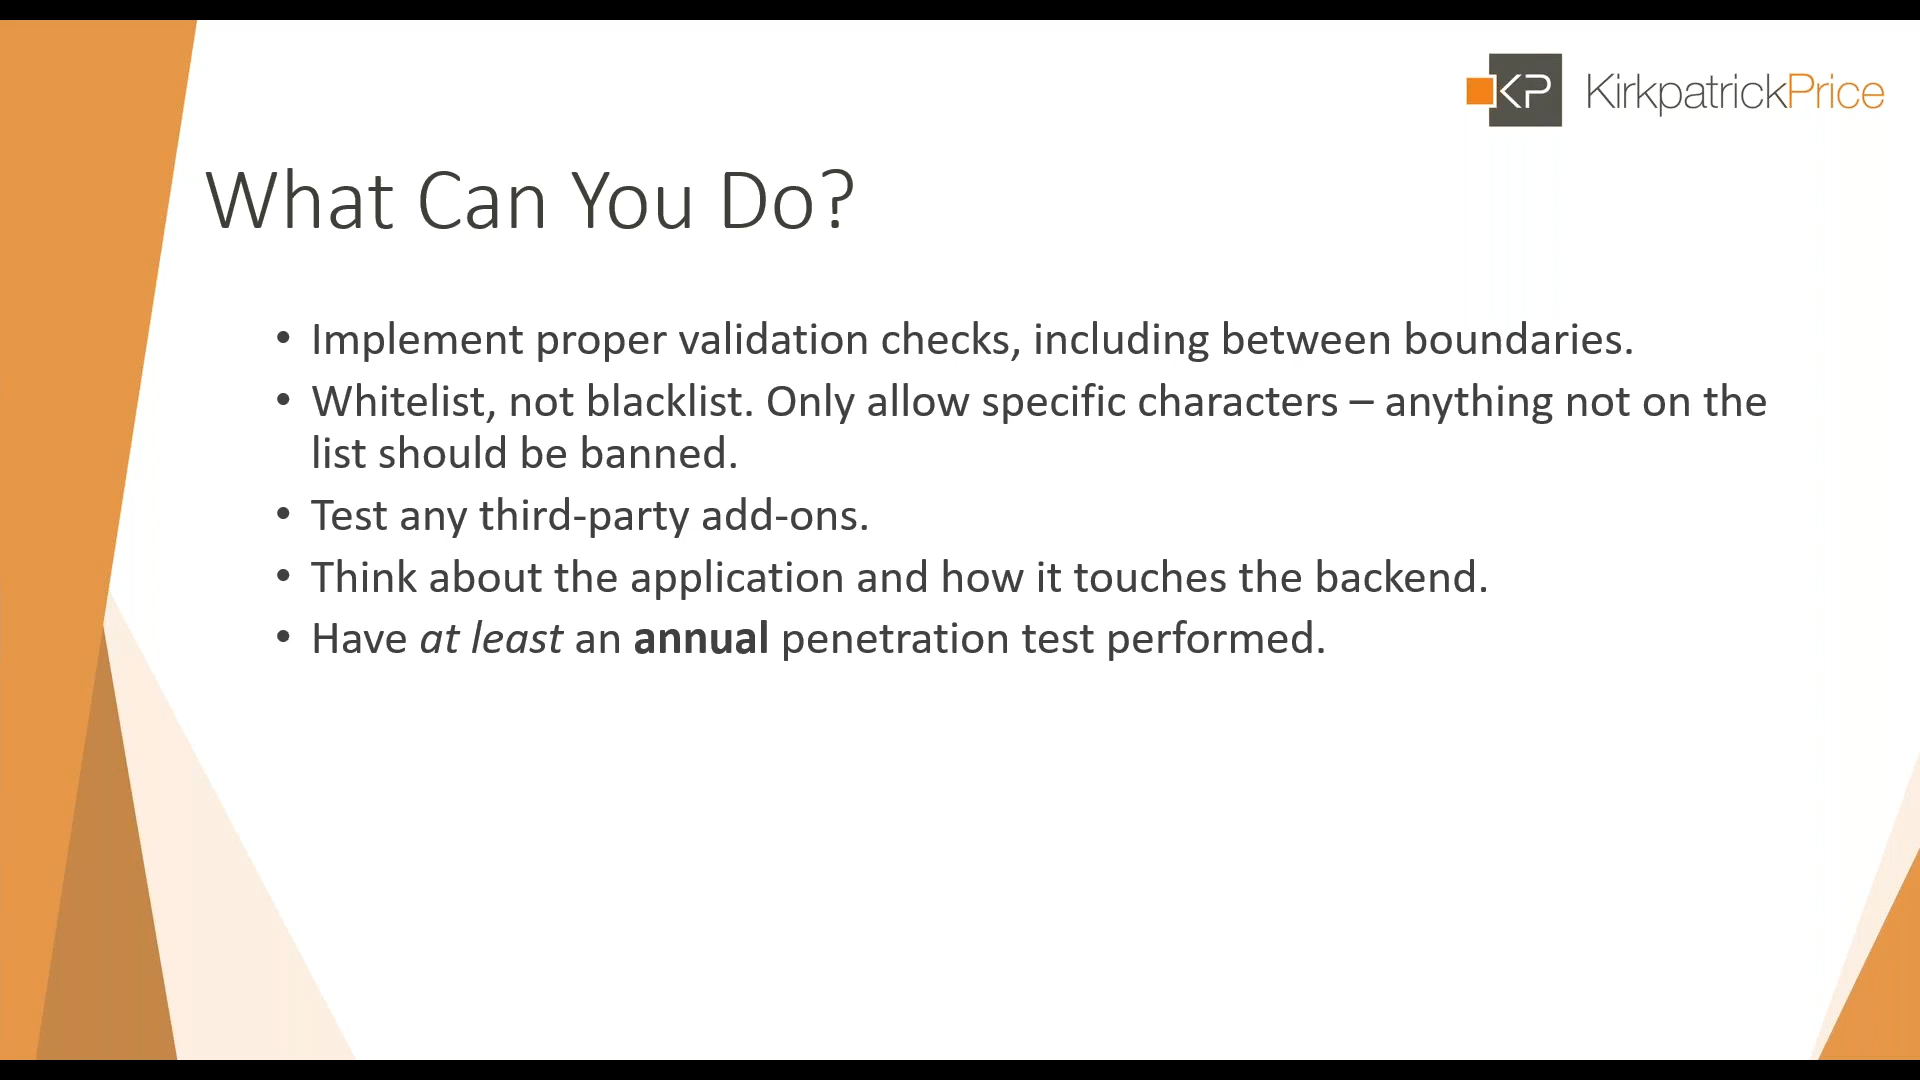 KP KirkpatrickPrice
What Can You Do?
• Implement proper validation checks, including between boundaries.
• Whitelist, not blacklist. Only allow specific characters – anything not on the
list should be banned.
• Test any third-party add-ons.
• Think about the application and how it touches the backend.
• Have at least an annual penetration test performed.